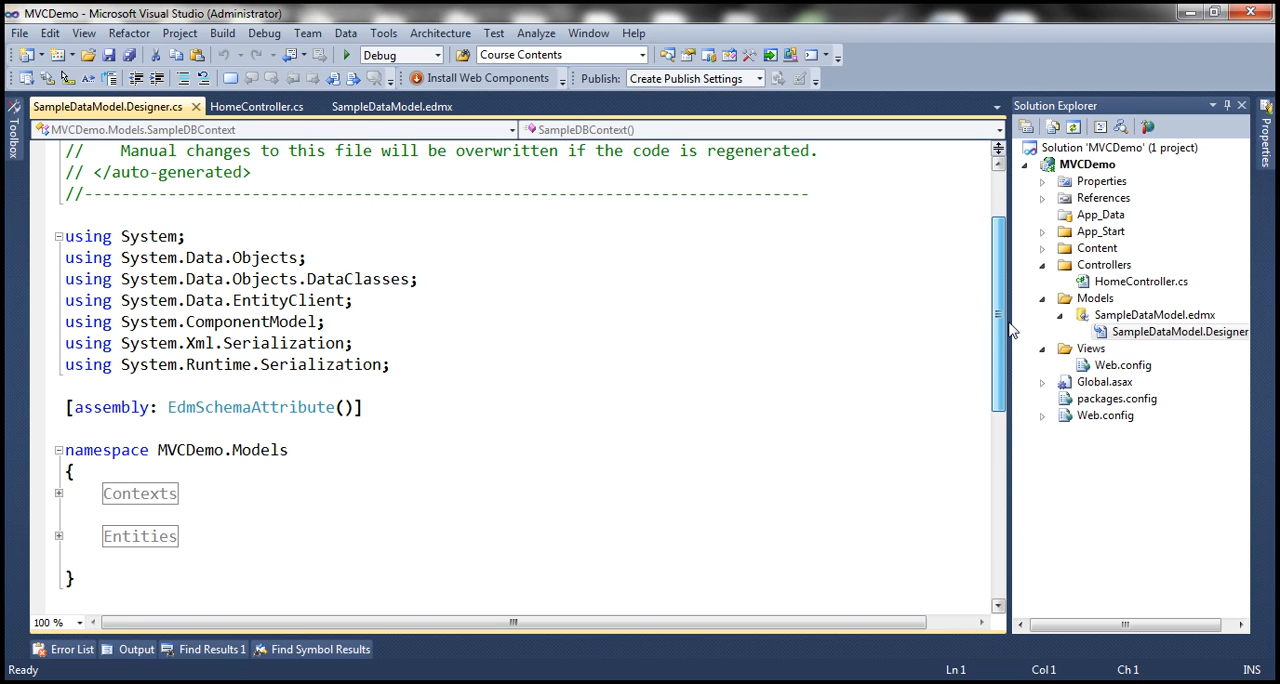 MVCDemo - Microsoft Visual Studio (Administrator)
File Edit View Refactor Project Build Debug Team Data Tools Architecture Test Analyze Window Help
Debug Course Contents
Install Web Components Publish: Create Publish Settings
SampleDataModel.Designer.cs HomeController.cs SampleDataModel.edmx
MVCDemo.Models.SampleDBContext SampleDBContext()
Toolbox
//   Manual changes to this file will be overwritten if the code is regenerated.
// </auto-generated>
//------------------------------------------------------------------------------
using System;
using System.Data.Objects;
using System.Data.Objects.DataClasses;
using System.Data.EntityClient;
using System.ComponentModel;
using System.Xml.Serialization;
using System.Runtime.Serialization;
[assembly: EdmSchemaAttribute()]
namespace MVCDemo.Models
{
Contexts
Entities
}
100 %
Solution Explorer
Solution 'MVCDemo' (1 project)
MVCDemo
Properties
References
App_Data
App_Start
Content
Controllers
HomeController.cs
Models
SampleDataModel.edmx
SampleDataModel.Designer
Views
Web.config
Global.asax
packages.config
Web.config
Properties
Error List Output Find Results 1 Find Symbol Results
Ready Ln 1 Col 1 Ch 1 INS